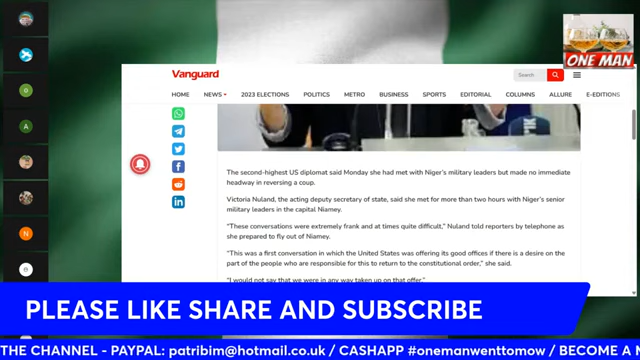 Vanguard
Search
ONE MAN
HOME NEWS 2023 ELECTIONS POLITICS METRO BUSINESS SPORTS EDITORIAL COLUMNS ALLURE E-EDITIONS
The second-highest US diplomat said Monday she had met with Niger's military leaders but made no immediate
headway in reversing a coup.
Victoria Nuland, the acting deputy secretary of state, said she met for more than two hours with Niger's senior
military leaders in the capital Niamey.
"These conversations were extremely frank and at times quite difficult," Nuland told reporters by telephone as
she prepared to fly out of Niamey.
"This was a first conversation in which the United States was offering its good offices if there is a desire on the
part of the people who are responsible for this to return to the constitutional order," she said.
"I would not say that we were in any way taken up on that offer."
PLEASE LIKE SHARE AND SUBSCRIBE
THE CHANNEL - PAYPAL: patribim@hotmail.co.uk / CASHAPP #onemanwenttomow / BECOME A M